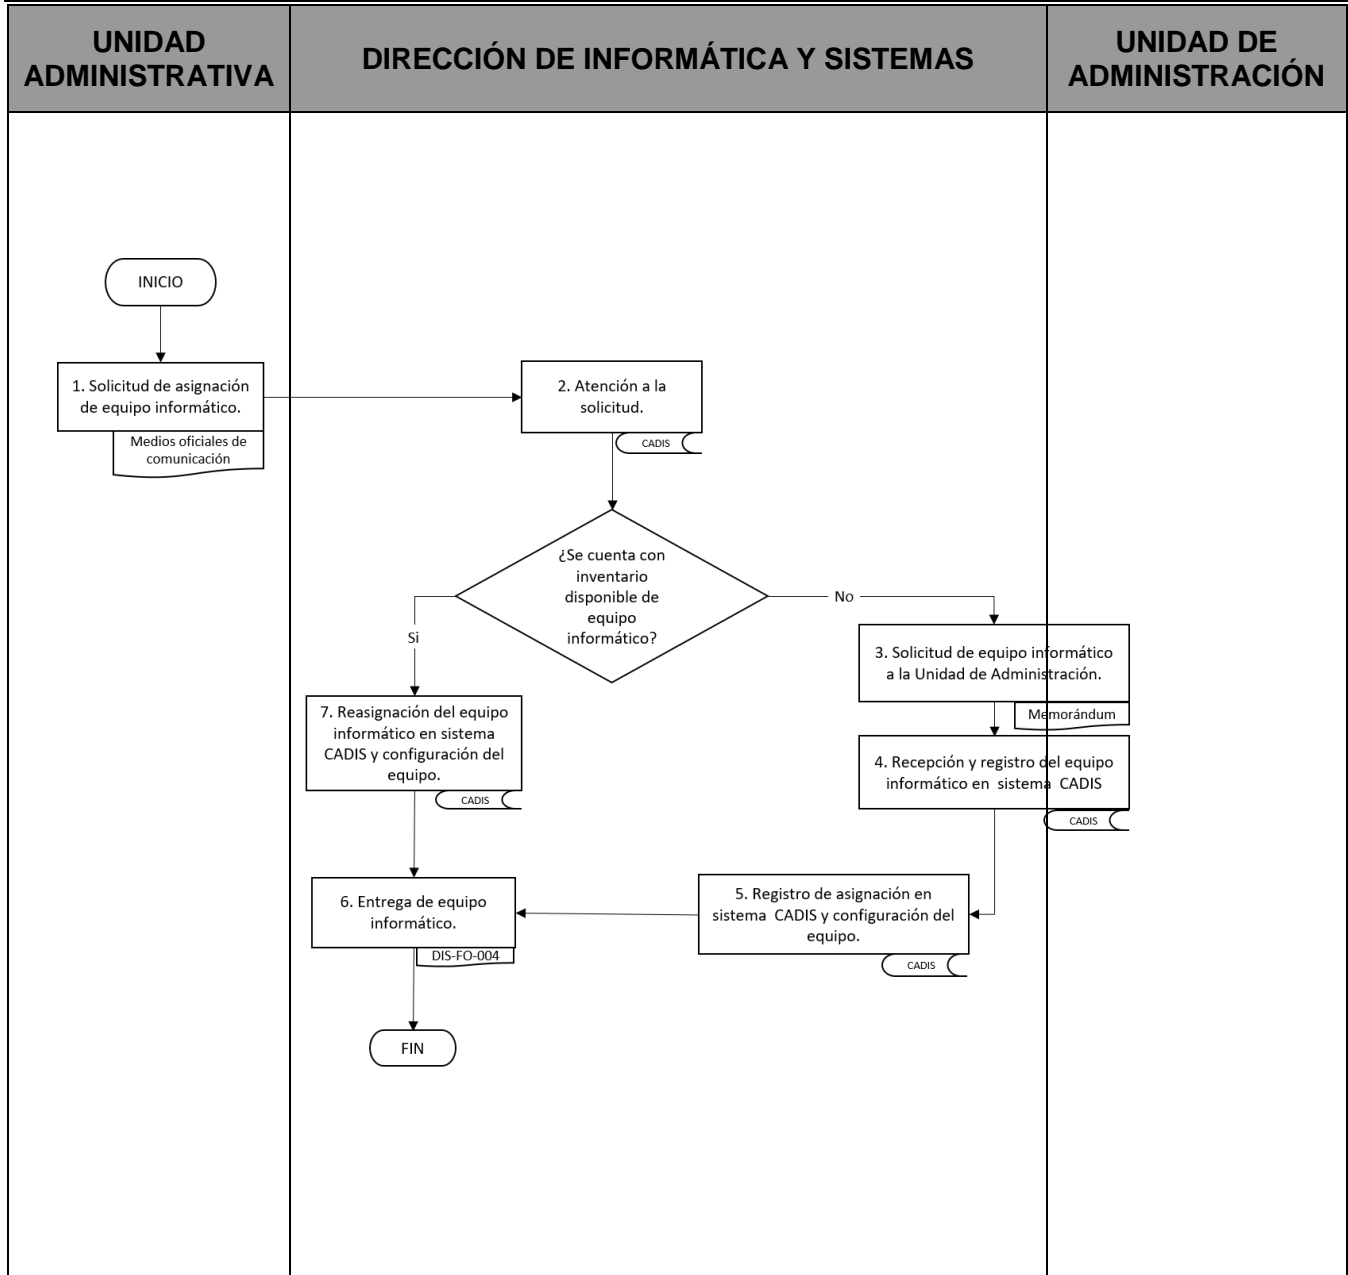 UNIDAD
ADMINISTRATIVA
DIRECCIÓN DE INFORMÁTICA Y SISTEMAS
UNIDAD DE
ADMINISTRACIÓN
INICIO
1. Solicitud de asignación
de equipo informático.
Medios oficiales de
comunicación
2. Atención a la
solicitud.
CADIS
¿Se cuenta con
inventario
disponible de
equipo
informático?
No
Si
3. Solicitud de equipo informático
a la Unidad de Administración.
Memorándum
4. Recepción y registro del equipo
informático en sistema CADIS
CADIS
7. Reasignación del equipo
informático en sistema
CADIS y configuración del
equipo.
CADIS
5. Registro de asignación en
sistema CADIS y configuración del
equipo.
CADIS
6. Entrega de equipo
informático.
DIS-FO-004
FIN